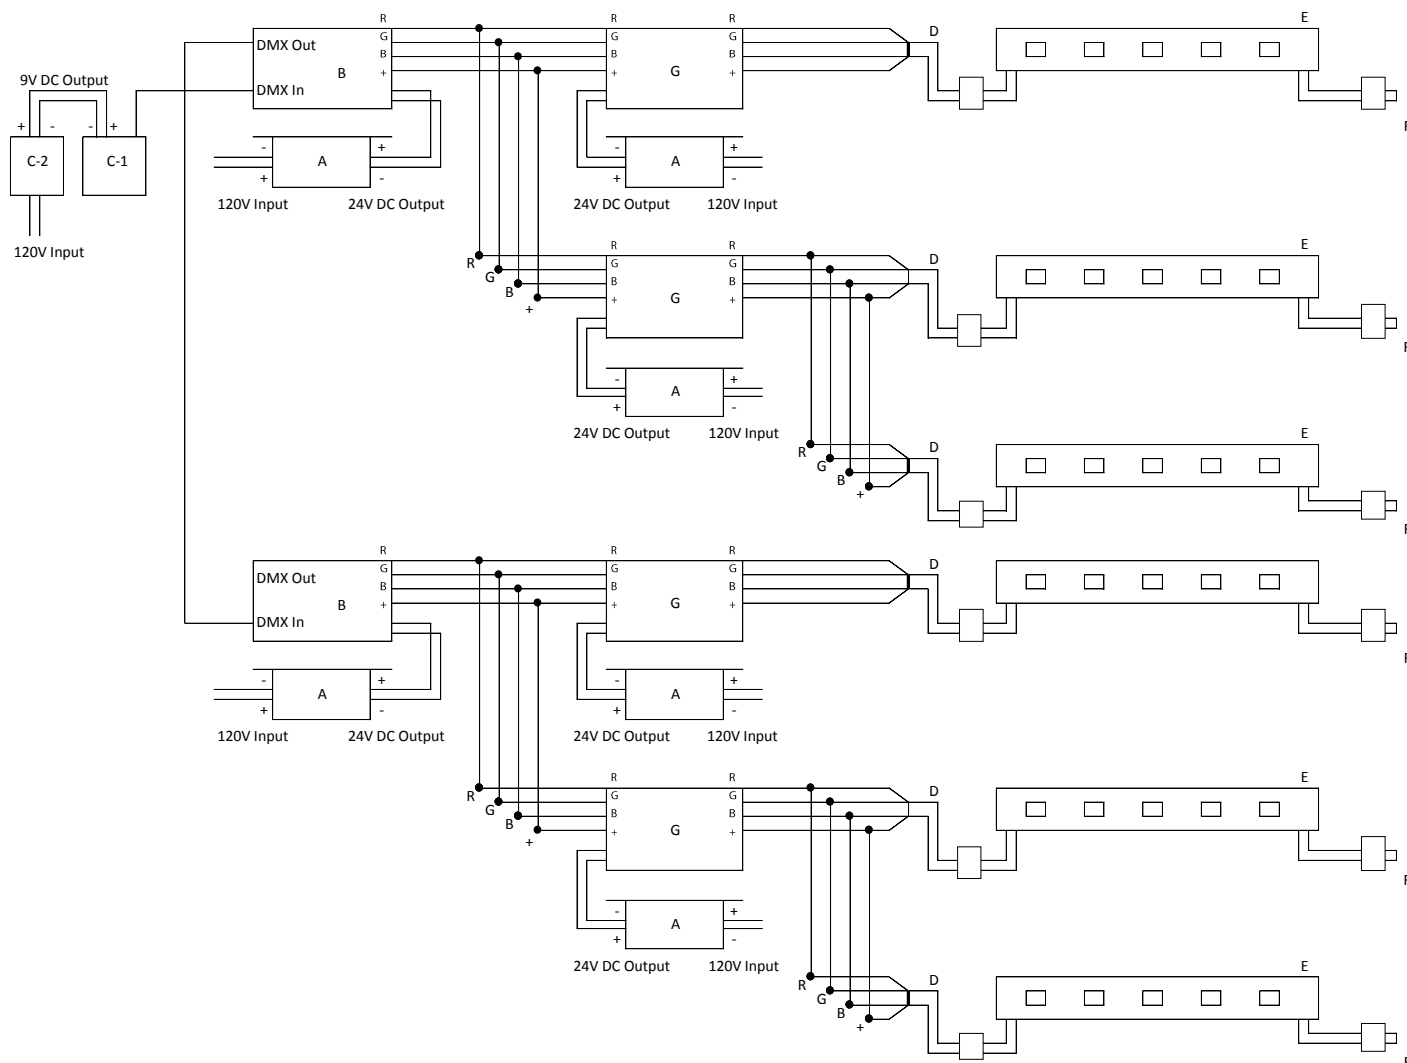 R R R E
DMX Out G G G D
B B B
9V DC Output B + + G +
DMX In
+ - - + - + - +
C-2 C-1 A A
+ - + -
120V Input 24V DC Output 24V DC Output 120V Input
120V Input
R R E
R G G D
G B B
B + G +
+
- +
A
+ -
24V DC Output 120V Input
E
R D
G
B
+
R R R
DMX Out G G G D
B B B
B + + G +
DMX In
- + - +
A A
+ - + -
120V Input 24V DC Output 24V DC Output 120V Input
R R E
R G G D
G B B
B + G +
+
- +
A
+ -
24V DC Output 120V Input
E
R D
G
B
+